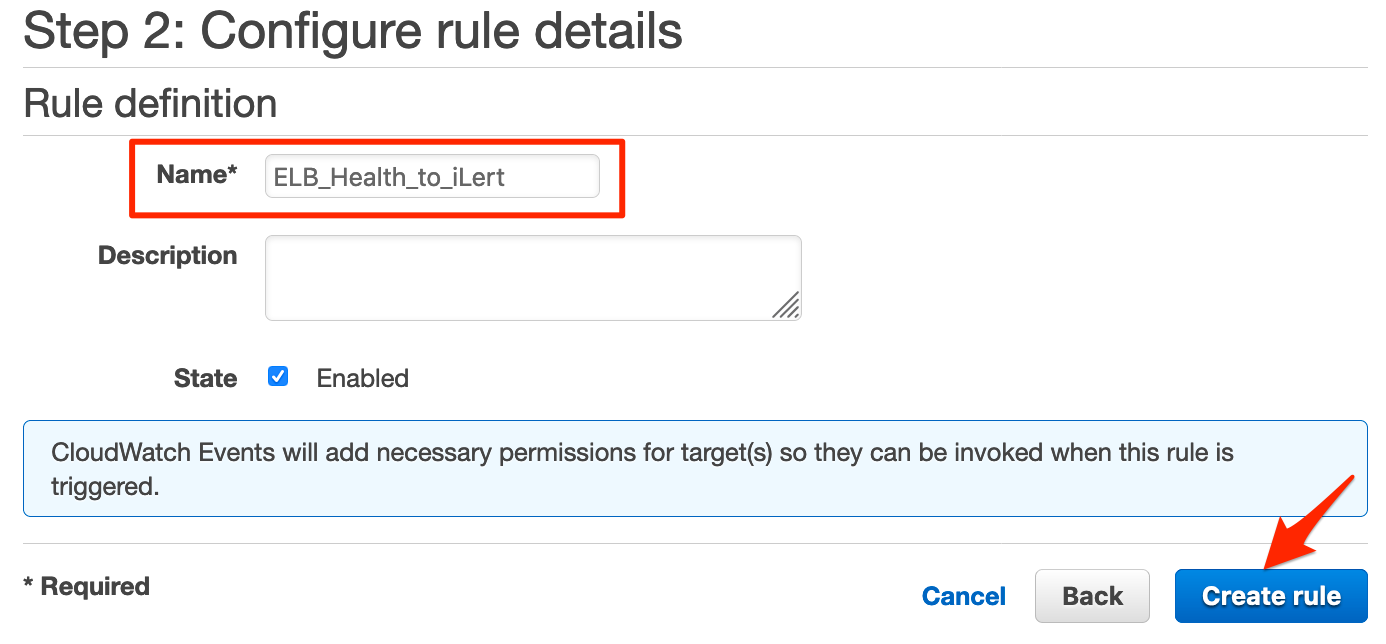 Step 2: Configure rule details
Rule definition
Name* ELB_Health_to_iLert
Description
State Enabled
CloudWatch Events will add necessary permissions for target(s) so they can be invoked when this rule is
triggered.
* Required Cancel Back Create rule